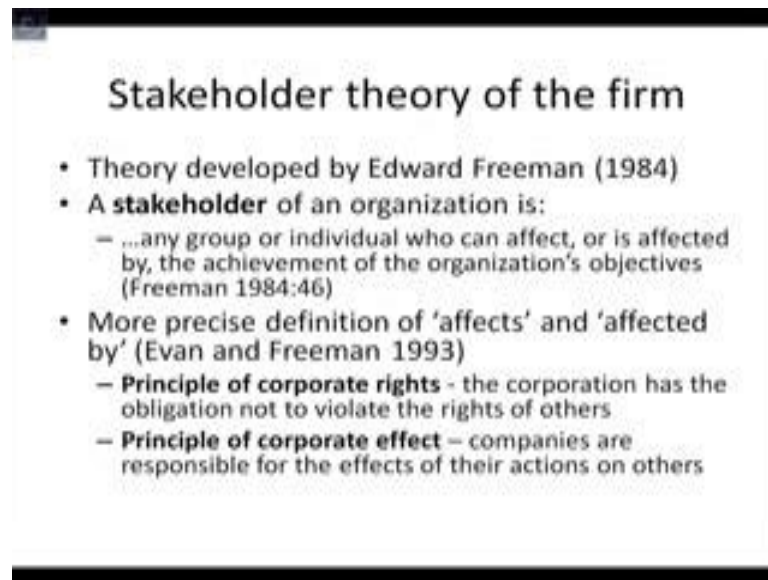 Stakeholder theory of the firm
• Theory developed by Edward Freeman (1984)
• A stakeholder of an organization is:
– ...any group or individual who can affect, or is affected
by, the achievement of the organization's objectives
(Freeman 1984:46)
• More precise definition of 'affects' and 'affected
by' (Evan and Freeman 1993)
– Principle of corporate rights - the corporation has the
obligation not to violate the rights of others
– Principle of corporate effect – companies are
responsible for the effects of their actions on others